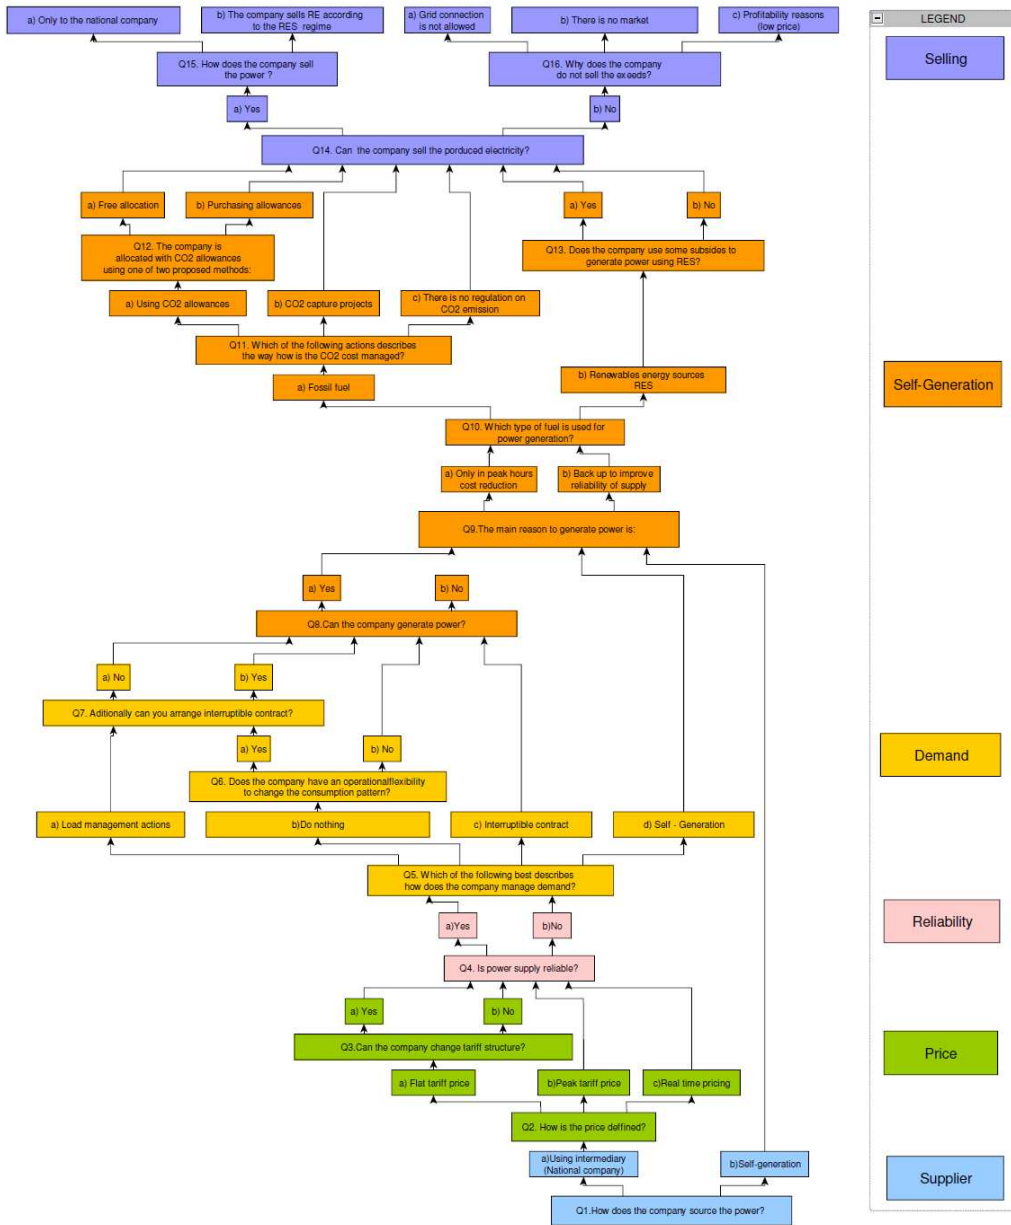 a) Only to the national company
b) The company sells RE according
to the RES regime
a) Grid connection
is not allowed
b) There is no market
c) Profitability reasons
(low price)
LEGEND
Q15. How does the company sell
the power ?
Q16. Why does the company
do not sell the exeeds?
Selling
a) Yes
b) No
Q14. Can the company sell the porduced electricity?
a) Free allocation
b) Purchasing allowances
a) Yes
b) No
Q12. The company is
allocated with CO2 allowances
using one of two proposed methods:
Q13. Does the company use some subsides to
generate power using RES?
a) Using CO2 allowances
b) CO2 capture projects
c) There is no regulation on
CO2 emission
Q11. Which of the following actions describes
the way how is the CO2 cost managed?
a) Fossil fuel
b) Renewables energy sources
RES
Self-Generation
Q10. Which type of fuel is used for
power generation?
a) Only in peak hours
cost reduction
b) Back up to improve
reliability of supply
Q9.The main reason to generate power is:
a) Yes
b) No
Q8.Can the company generate power?
a) No
b) Yes
Q7. Aditionally can you arrange interruptible contract?
a) Yes
b) No
Demand
Q6. Does the company have an operationalflexibility
to change the consumption pattern?
a) Load management actions
b)Do nothing
c) Interruptible contract
d) Self - Generation
Q5. Which of the following best describes
how does the company manage demand?
a)Yes
b)No
Reliability
Q4. Is power supply reliable?
a) Yes
b) No
Q3.Can the company change tariff structure?
Price
a) Flat tariff price
b)Peak tariff price
c)Real time pricing
Q2. How is the price deffined?
a)Using intermediary
(National company)
b)Self-generation
Supplier
Q1.How does the company source the power?